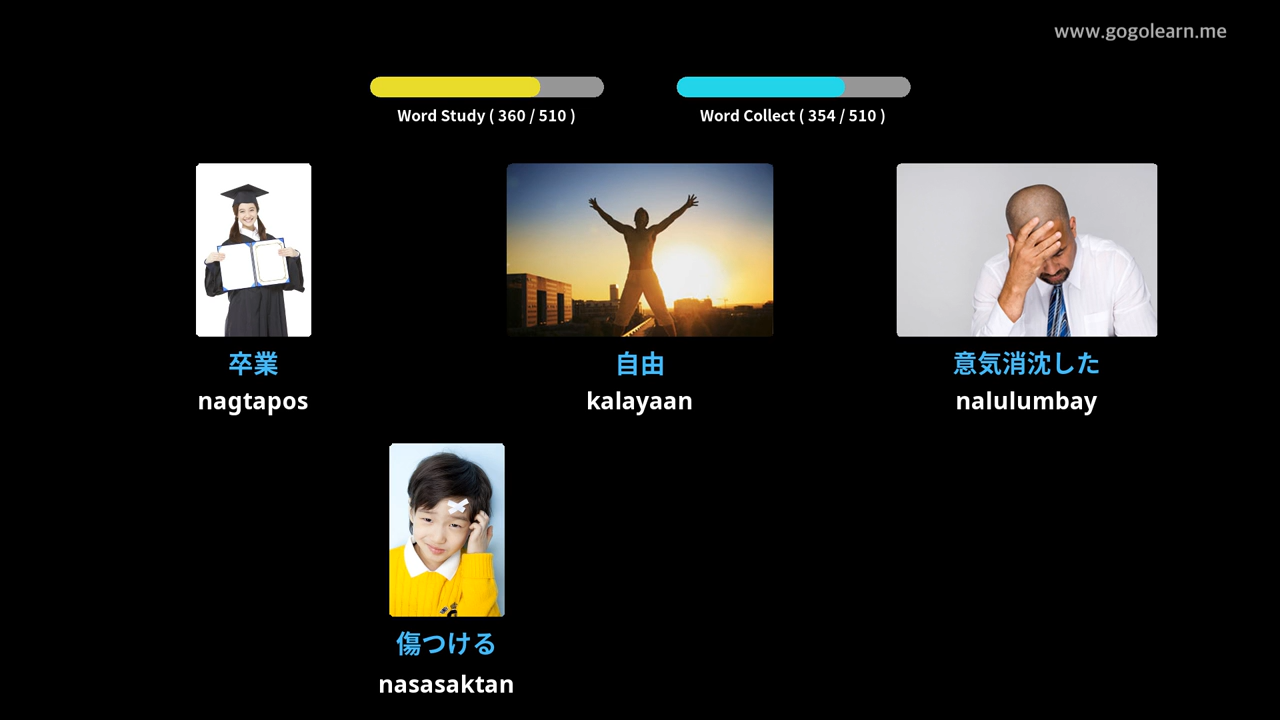 www.gogolearn.me
Word Study ( 360 / 510 )
Word Collect ( 354 / 510 )
卒業
nagtapos
自由
kalayaan
意気消沈した
nalulumbay
傷つける
nasasaktan